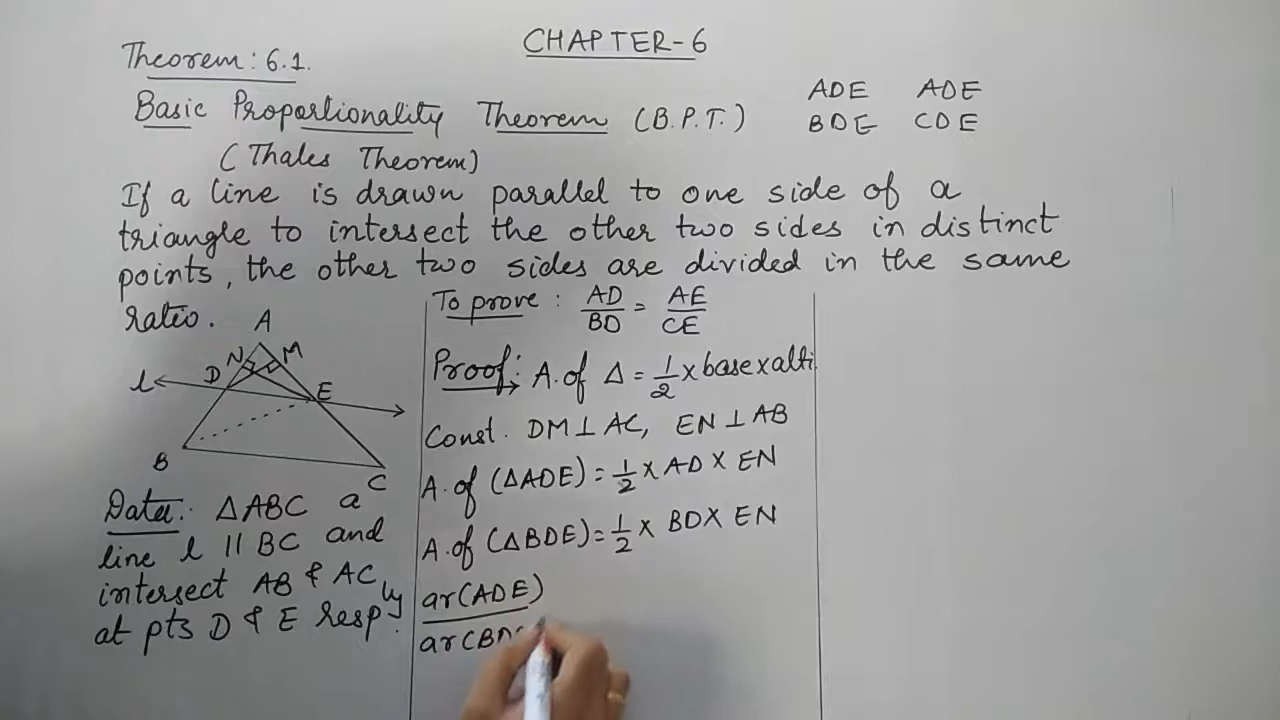 CHAPTER-6
Theorem: 6.1.
Basic Proportionality Theorem (B.P.T.)
ADE ADE
BDE CDE
(Thales Theorem)
If a line is drawn parallel to one side of a
triangle to intersect the other two sides in distinct
points, the other two sides are divided in the same
ratio.
A
N M
D
l
E
B
C
Data: ΔABC a
line l || BC and
intersect AB & AC
at pts D & E resply.
To prove: AD/BD = AE/CE
Proof: A. of Δ = 1/2 × base × alti
Const. DM ⊥ AC, EN ⊥ AB
A. of (ΔADE) = 1/2 × AD × EN
A. of (ΔBDE) = 1/2 × BD × EN
ar(ADE)
ar(BD